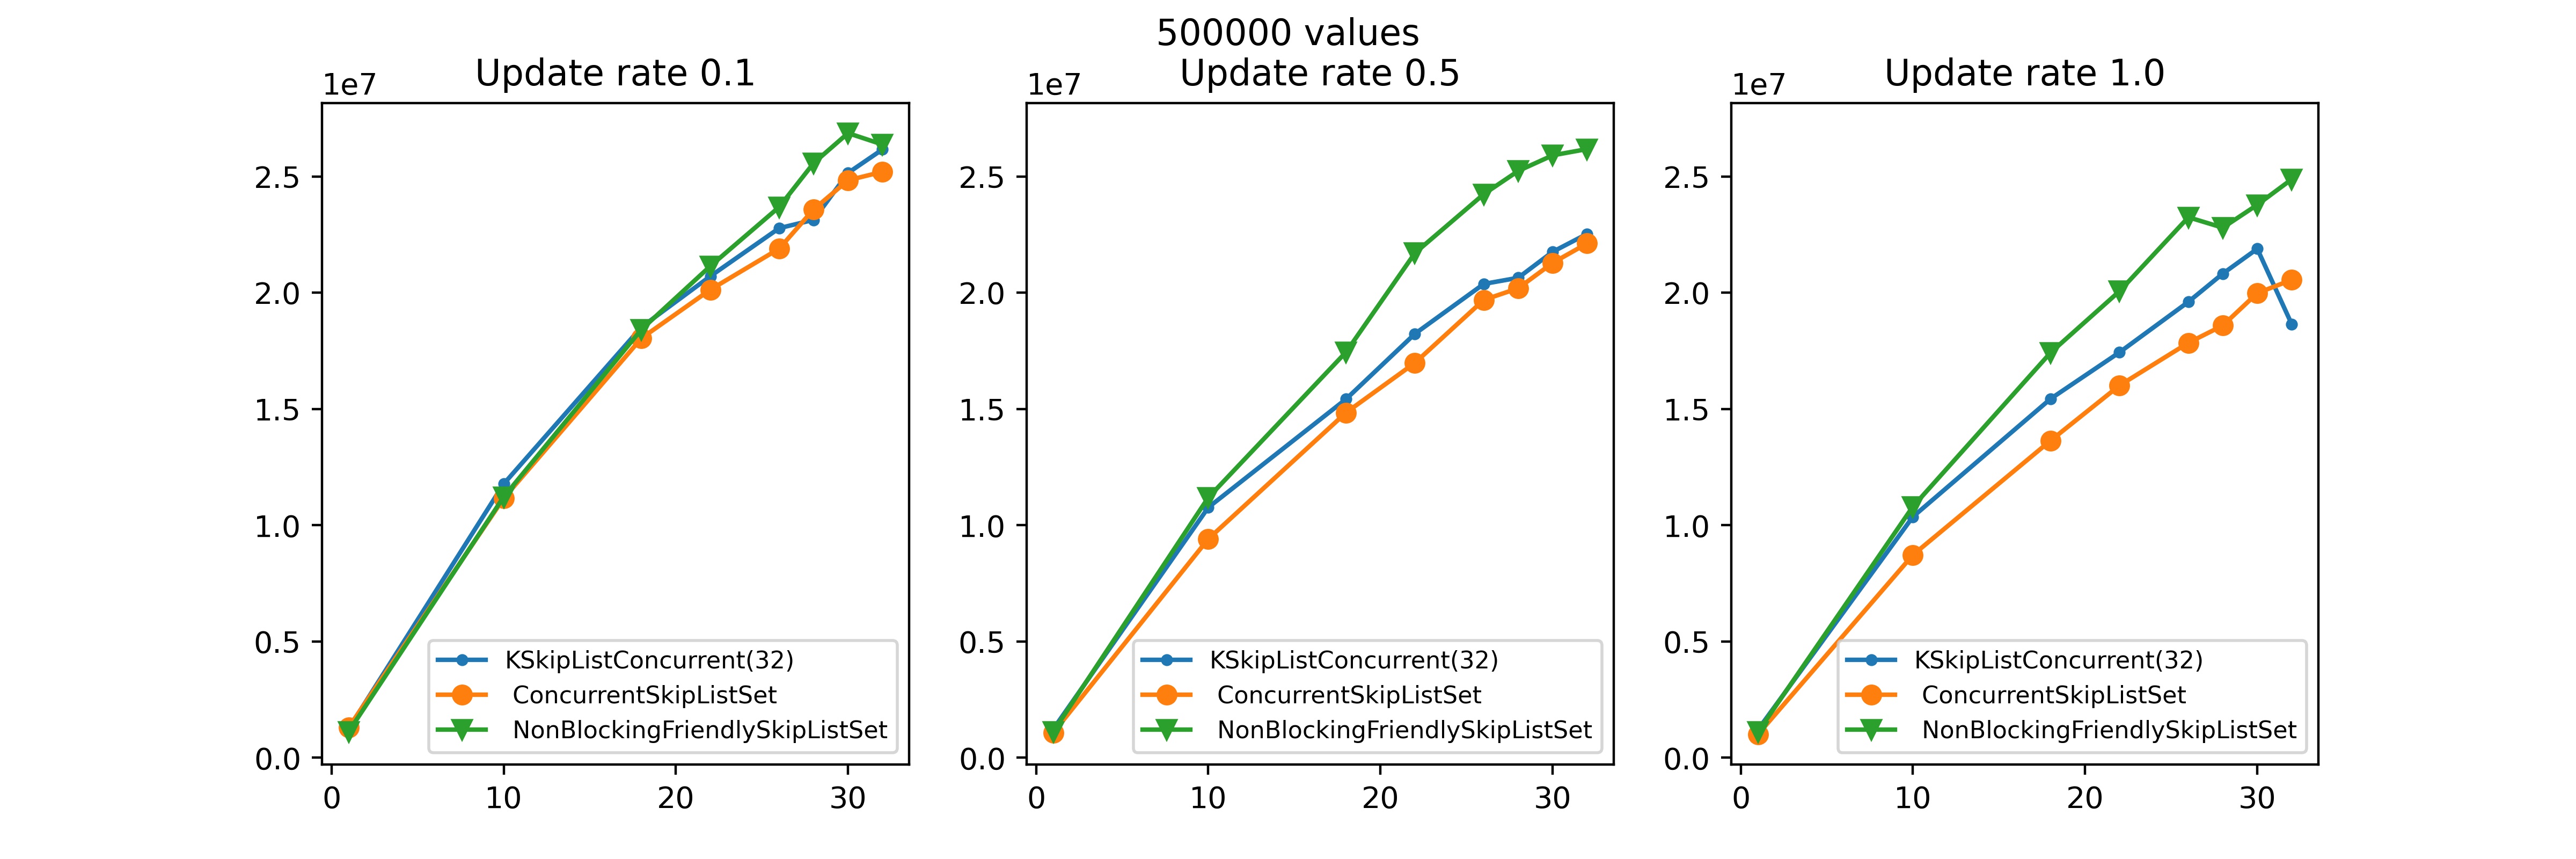 500000 values
Update rate 0.1
1e7
2.5
2.0
1.5
1.0
0.5
0.0
0
10
20
30
KSkipListConcurrent(32)
ConcurrentSkipListSet
NonBlockingFriendlySkipListSet
Update rate 0.5
1e7
2.5
2.0
1.5
1.0
0.5
0.0
0
10
20
30
KSkipListConcurrent(32)
ConcurrentSkipListSet
NonBlockingFriendlySkipListSet
Update rate 1.0
1e7
2.5
2.0
1.5
1.0
0.5
0.0
0
10
20
30
KSkipListConcurrent(32)
ConcurrentSkipListSet
NonBlockingFriendlySkipListSet